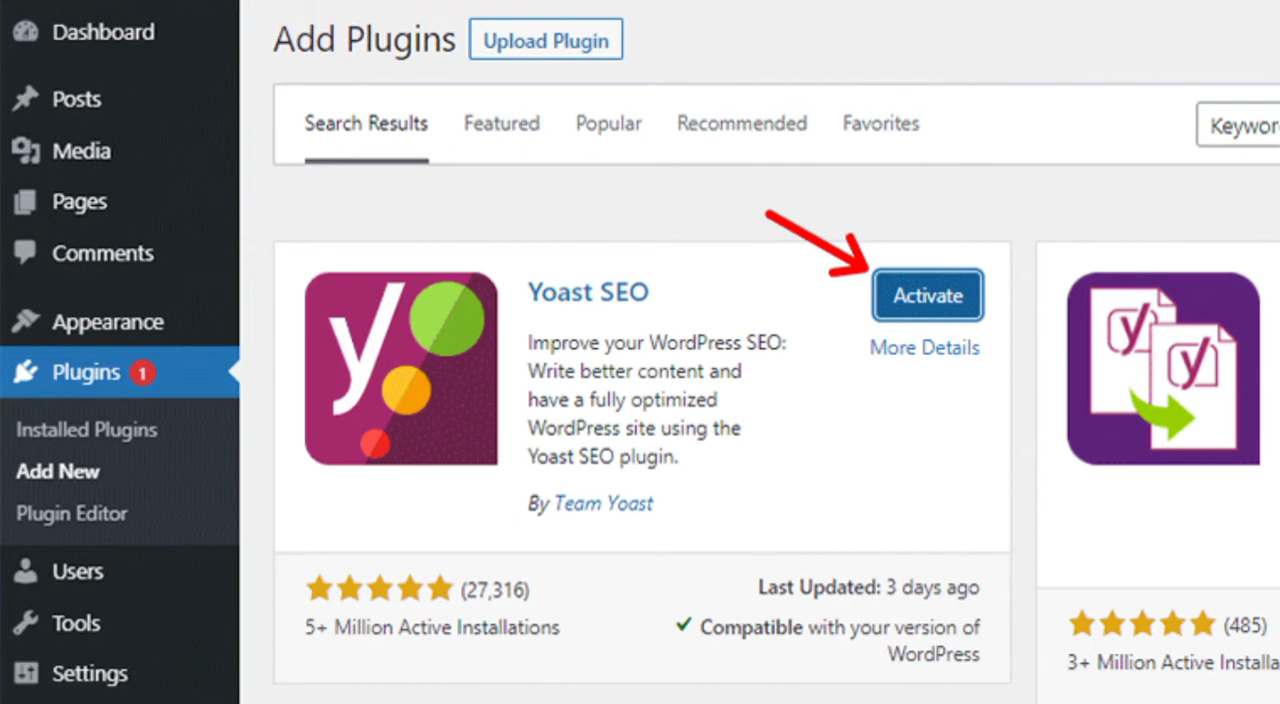 Dashboard
Posts
Media
Pages
Comments
Appearance
Plugins 1
Installed Plugins
Add New
Plugin Editor
Users
Tools
Settings
Add Plugins
Upload Plugin
Search Results Featured Popular Recommended Favorites
Keywor
Yoast SEO
Activate
More Details
Improve your WordPress SEO:
Write better content and
have a fully optimized
WordPress site using the
Yoast SEO plugin.
By Team Yoast
(27,316)
5+ Million Active Installations
Last Updated: 3 days ago
Compatible with your version of
WordPress
(485)
3+ Million Active Installa